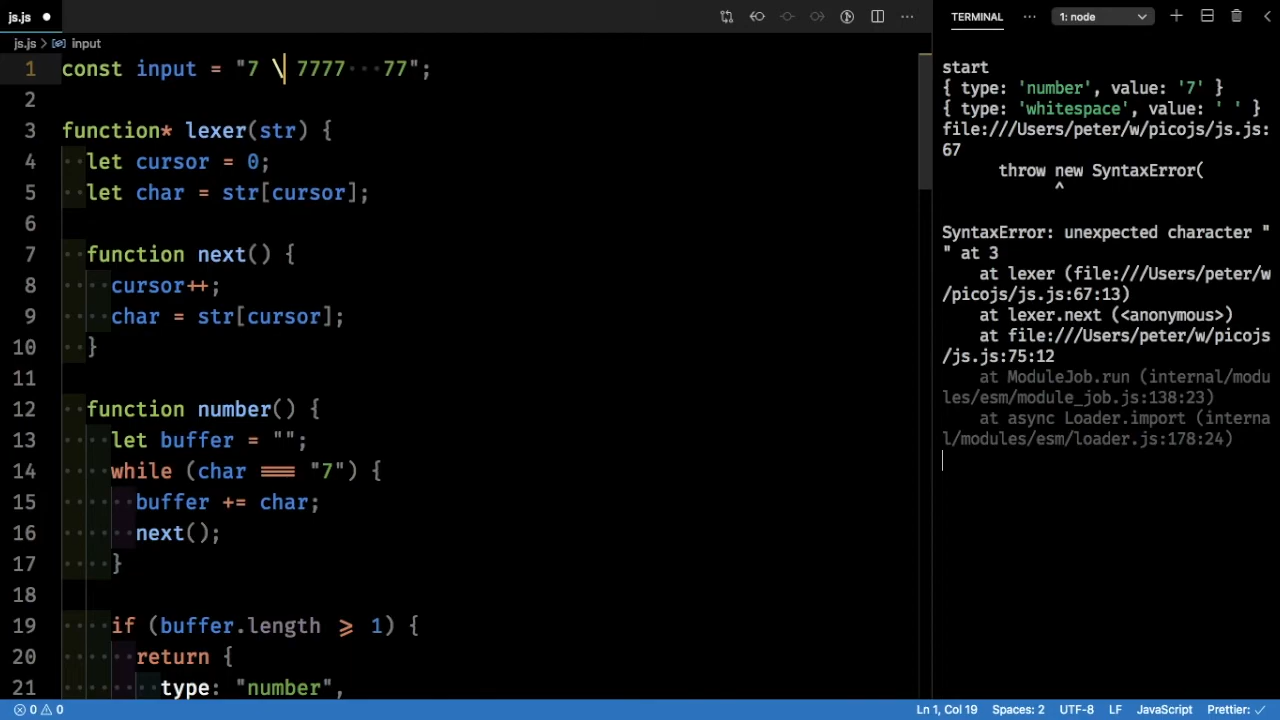 js.js
TERMINAL
1: node
js.js > input
1 const input = "7 \ 7777   77";
2
3 function* lexer(str) {
4 let cursor = 0;
5 let char = str[cursor];
6
7 function next() {
8 cursor++;
9 char = str[cursor];
10 }
11
12 function number() {
13 let buffer = "";
14 while (char === "7") {
15 buffer += char;
16 next();
17 }
18
19 if (buffer.length >= 1) {
20 return {
21 type: "number",
start
{ type: 'number', value: '7' }
{ type: 'whitespace', value: ' ' }
file:///Users/peter/w/picojs/js.js:
67
throw new SyntaxError(
^
SyntaxError: unexpected character "
" at 3
at lexer (file:///Users/peter/w
/picojs/js.js:67:13)
at lexer.next (<anonymous>)
at file:///Users/peter/w/picojs
/js.js:75:12
at ModuleJob.run (internal/modu
les/esm/module_job.js:138:23)
at async Loader.import (interna
l/modules/esm/loader.js:178:24)
0 0
Ln 1, Col 19 Spaces: 2 UTF-8 LF JavaScript Prettier: ✓